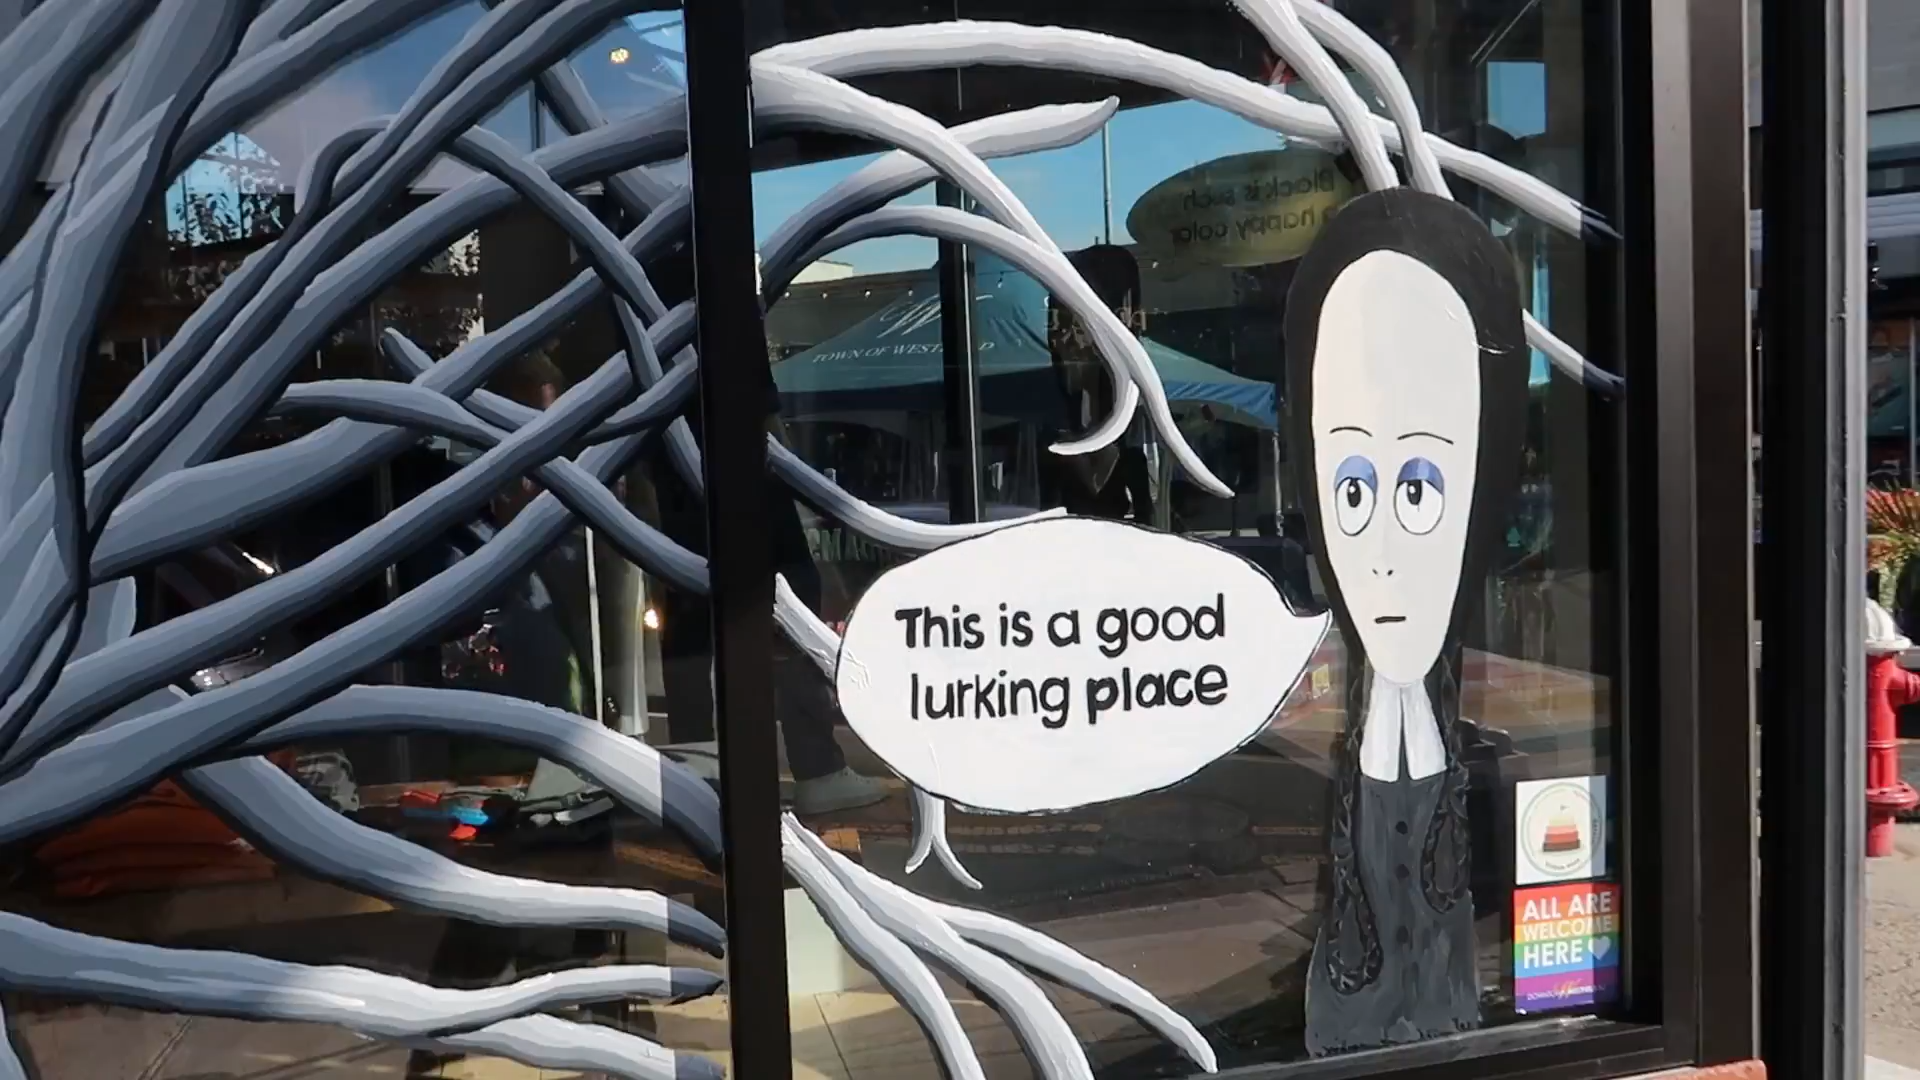 Black is such
a happy color
TOWN OF WESTFIELD
This is a good
lurking place
ALL ARE
WELCOME
HERE